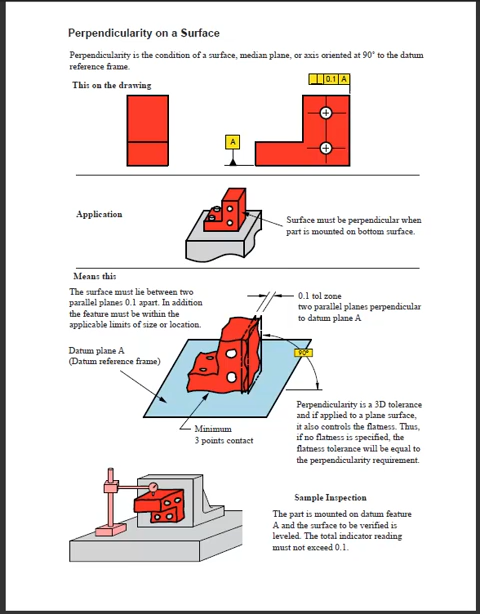 Perpendicularity on a Surface
Perpendicularity is the condition of a surface, median plane, or axis oriented at 90° to the datum
reference frame.
This on the drawing
⊥ 0.1 A
A
Application
Surface must be perpendicular when
part is mounted on bottom surface.
Means this
The surface must lie between two
parallel planes 0.1 apart. In addition
the feature must be within the
applicable limits of size or location.
0.1 tol zone
two parallel planes perpendicular
to datum plane A
Datum plane A
(Datum reference frame)
90°
Minimum
3 points contact
Perpendicularity is a 3D tolerance
and if applied to a plane surface,
it also controls the flatness. Thus,
if no flatness is specified, the
flatness tolerance will be equal to
the perpendicularity requirement.
Sample Inspection
The part is mounted on datum feature
A and the surface to be verified is
leveled. The total indicator reading
must not exceed 0.1.